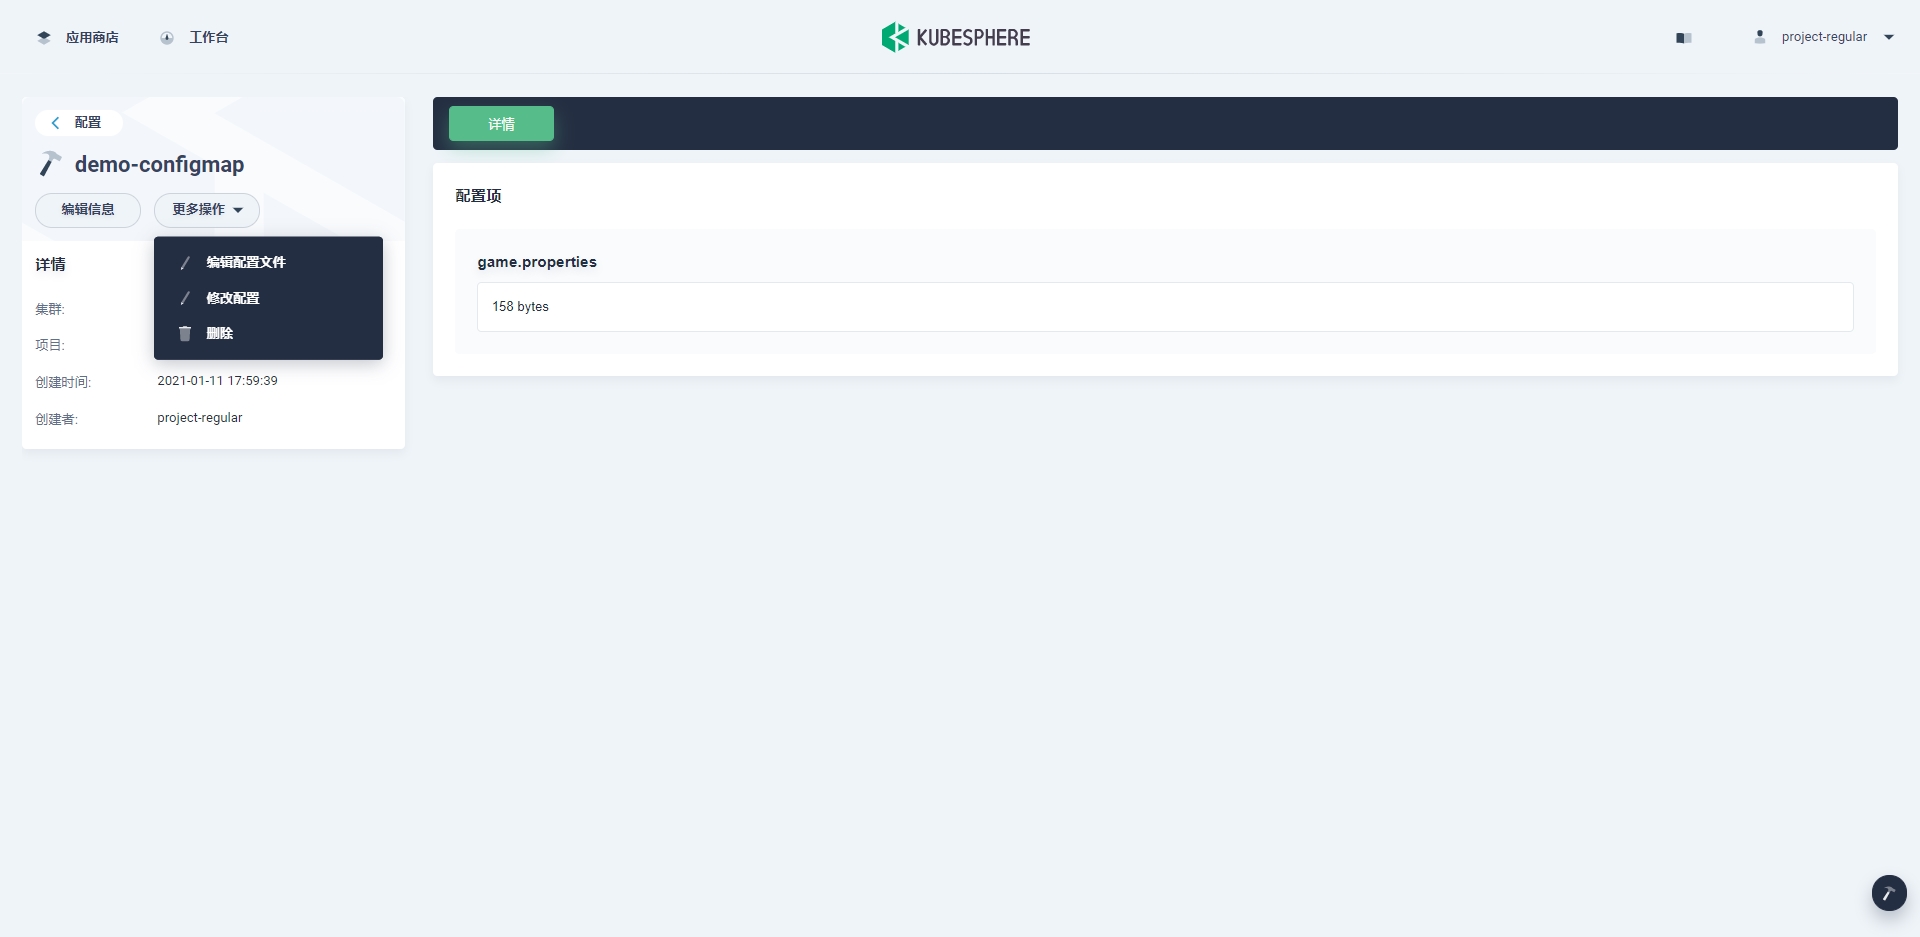 应用商店
工作台
KUBESPHERE
project-regular
配置
demo-configmap
编辑信息
更多操作
编辑配置文件
修改配置
删除
详情
集群:
项目:
创建时间:
2021-01-11 17:59:39
创建者:
project-regular
详情
配置项
game.properties
158 bytes